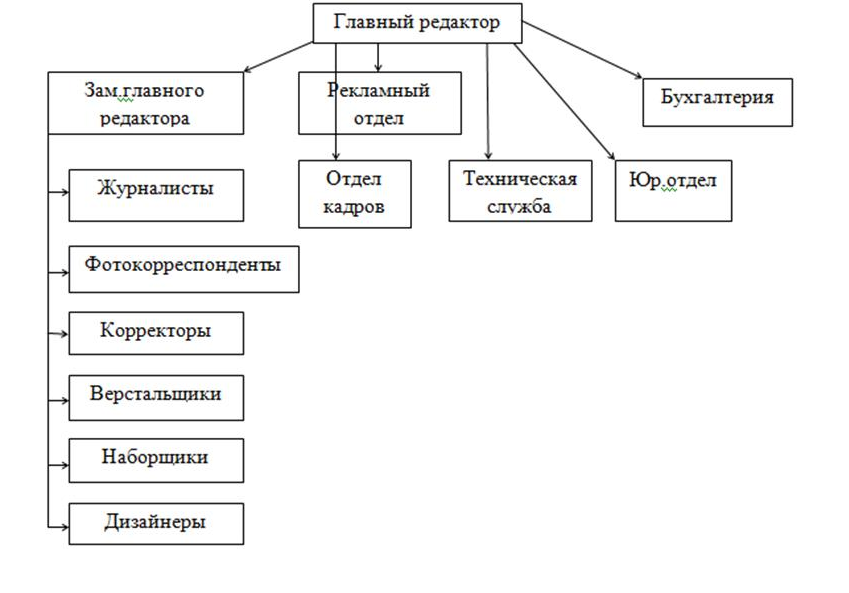 Главный редактор
Зам.главного
редактора
Рекламный
отдел
Бухгалтерия
Журналисты
Отдел
кадров
Техническая
служба
Юр.отдел
Фотокорреспонденты
Корректоры
Верстальщики
Наборщики
Дизайнеры